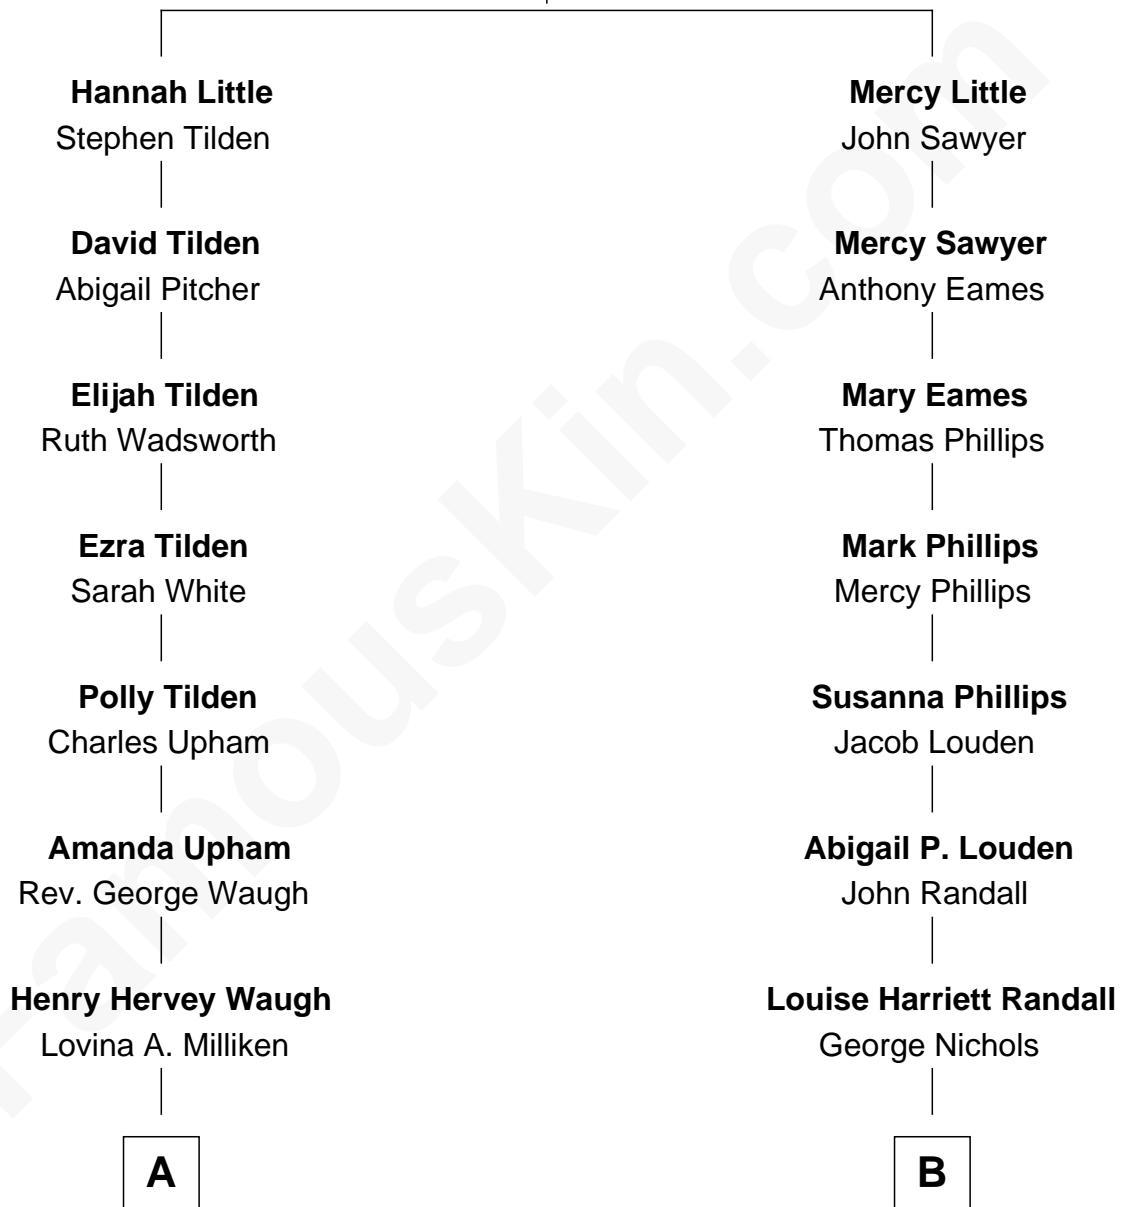 Hannah Little
Stephen Tilden
David Tilden
Abigail Pitcher
Elijah Tilden
Ruth Wadsworth
Ezra Tilden
Sarah White
Polly Tilden
Charles Upham
Amanda Upham
Rev. George Waugh
Henry Hervey Waugh
Lovina A. Milliken
A
Mercy Little
John Sawyer
Mercy Sawyer
Anthony Eames
Mary Eames
Thomas Phillips
Mark Phillips
Mercy Phillips
Susanna Phillips
Jacob Louden
Abigail P. Louden
John Randall
Louise Harriett Randall
George Nichols
B
FamousKin.com